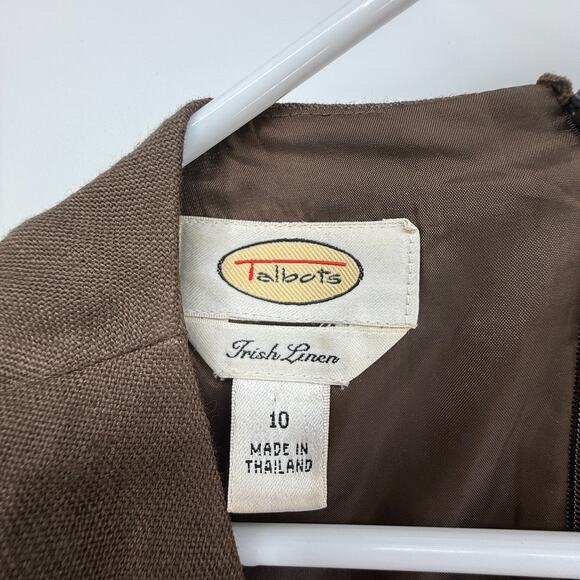 Talbots
Irish Linen
10
MADE IN
THAILAND